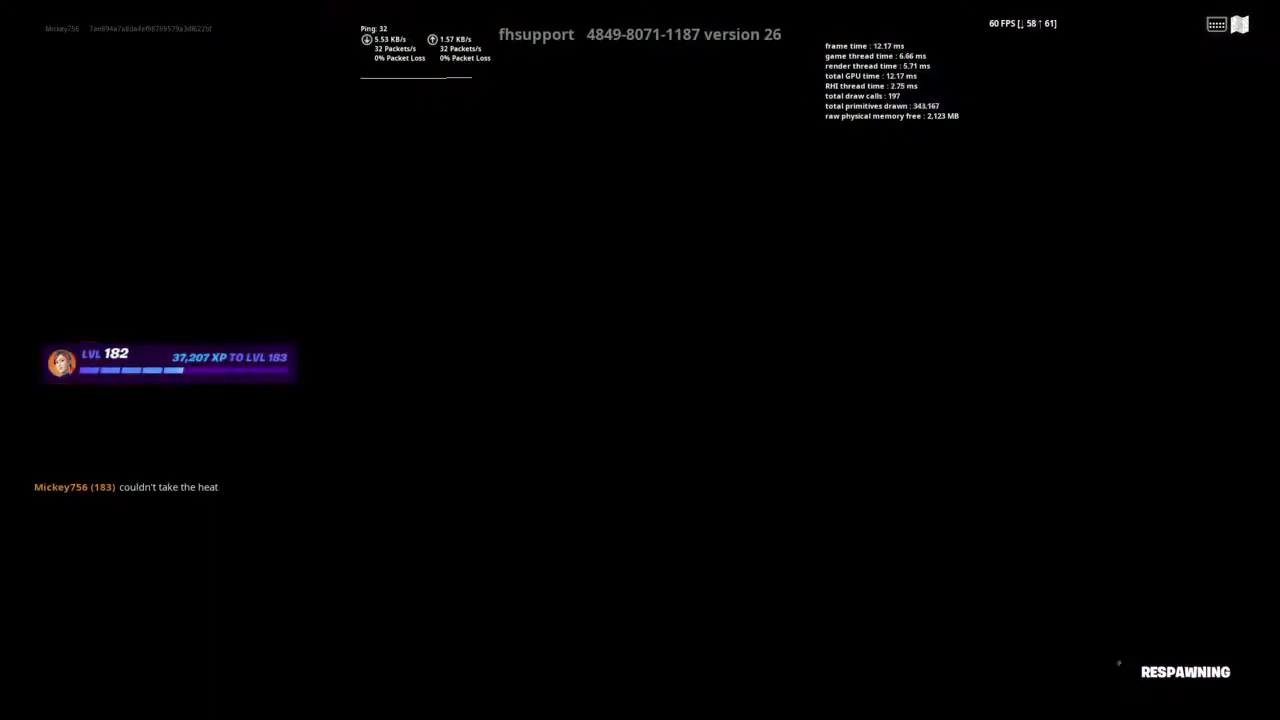 Mickey756
Ping: 32
5.53 KB/s 1.57 KB/s
32 Packets/s 32 Packets/s
0% Packet Loss 0% Packet Loss
fhsupport 4849-8071-1187 version 26
60 FPS [↓ 58 ↑ 61]
frame time : 12.17 ms
game thread time : 6.66 ms
render thread time : 5.71 ms
total GPU time : 12.17 ms
RHI thread time : 2.75 ms
total draw calls : 197
total primitives drawn : 343,167
raw physical memory free : 2,123 MB
LVL 182 37,207 XP TO LVL 183
Mickey756 (183) couldn't take the heat
RESPAWNING